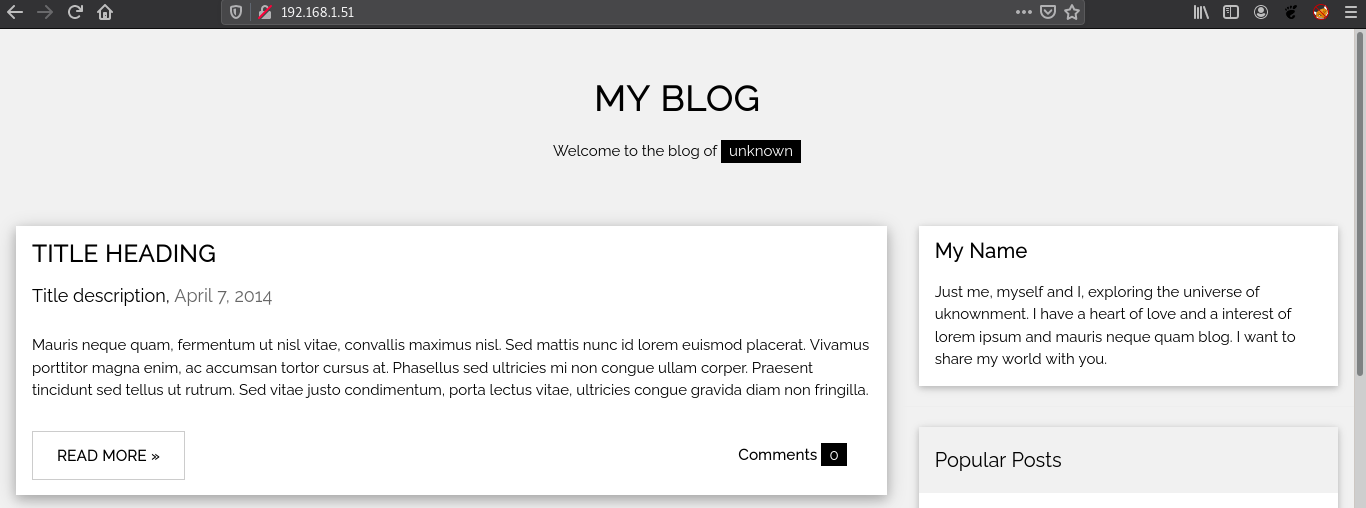 192.168.1.51
MY BLOG
Welcome to the blog of unknown
TITLE HEADING
Title description, April 7, 2014
Mauris neque quam, fermentum ut nisl vitae, convallis maximus nisl. Sed mattis nunc id lorem euismod placerat. Vivamus
porttitor magna enim, ac accumsan tortor cursus at. Phasellus sed ultricies mi non congue ullam corper. Praesent
tincidunt sed tellus ut rutrum. Sed vitae justo condimentum, porta lectus vitae, ultricies congue gravida diam non fringilla.
READ MORE »
Comments 0
My Name
Just me, myself and I, exploring the universe of
uknownment. I have a heart of love and a interest of
lorem ipsum and mauris neque quam blog. I want to
share my world with you.
Popular Posts